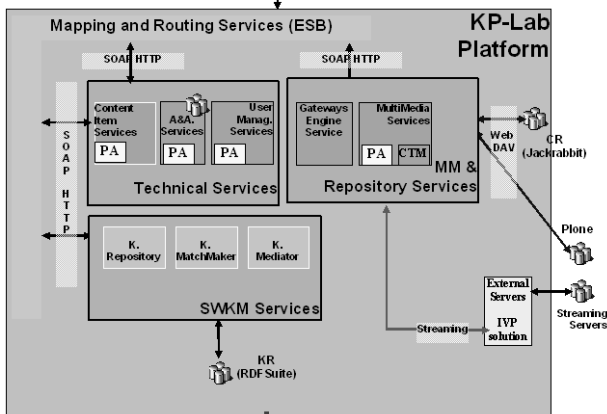 Mapping and Routing Services (ESB)
KP-Lab
Platform
SOAP HTTP
SOAP HTTP
SOAP HTTP
Content
Item
Services
PA
A&A.
Services
PA
User
Manag.
Services
PA
Technical Services
Gateways
Engine
Service
MultiMedia
Services
PA
CTM
MM &
Repository Services
Web
DAV
CR
(Jackrabbit)
Plone
K.
Repository
K.
MatchMaker
K.
Mediator
SWKM Services
External
Servers
IVP
solution
Streaming
Streaming
Servers
KR
(RDFSuite)